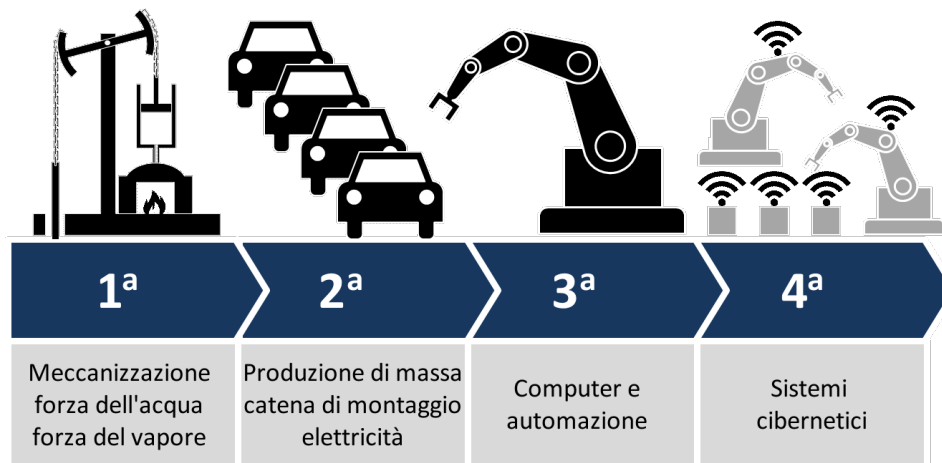 1ª
2ª
3ª
4ª
Meccanizzazione
forza dell'acqua
forza del vapore
Produzione di massa
catena di montaggio
elettricità
Computer e
automazione
Sistemi
cibernetici